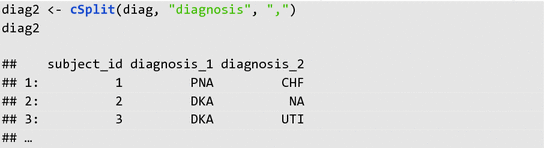 diag2 <- cSplit(diag, "diagnosis", ",")
diag2
##    subject_id diagnosis_1 diagnosis_2
## 1:          1         PNA         CHF
## 2:          2         DKA          NA
## 3:          3         DKA         UTI
## …